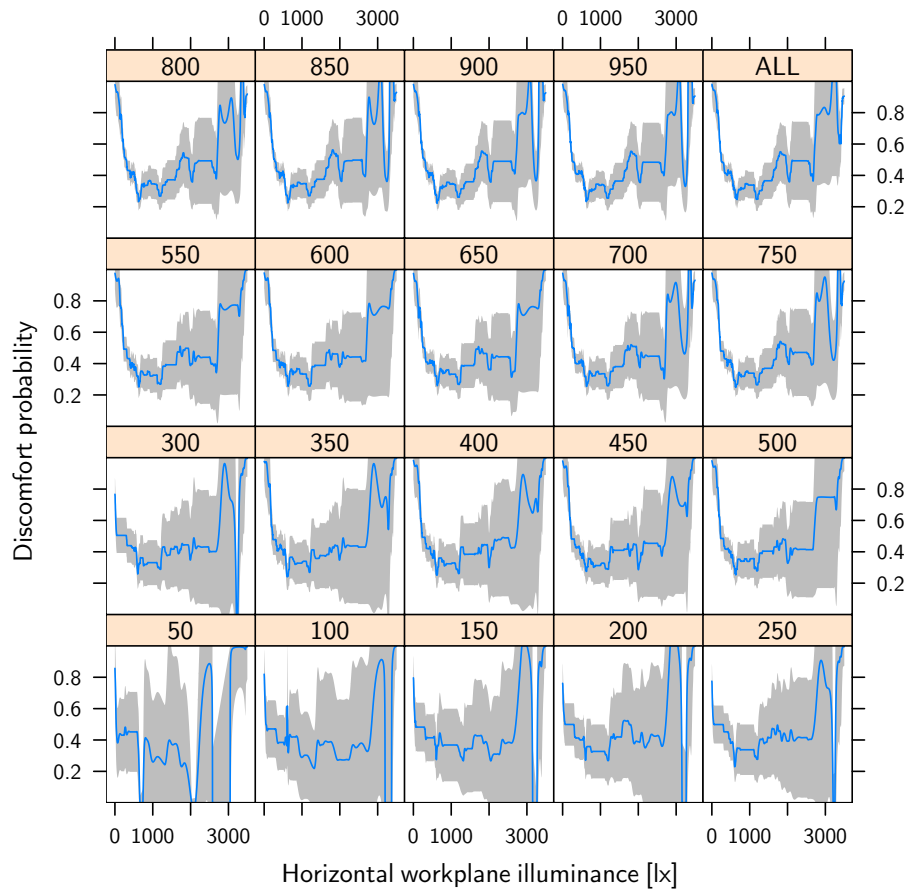 0 1000 3000 0 1000 3000
800 850 900 950 ALL
0.8
0.6
0.4
0.2
550 600 650 700 750
0.8
0.6
0.4
0.2
300 350 400 450 500
0.8
0.6
0.4
0.2
50 100 150 200 250
0.8
0.6
0.4
0.2
0 1000 3000 0 1000 3000 0 1000 3000
Discomfort probability
Horizontal workplane illuminance [lx]